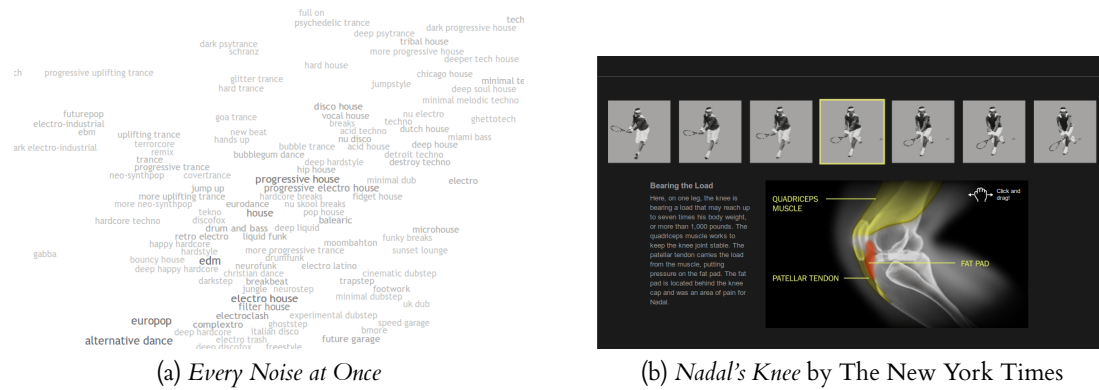 full on
psychedelic trance
tech
deep psytrance
dark progressive house
tribal house
dark psytrance
schranz
more progressive house
deeper tech house
hard house
ch
progressive uplifting trance
chicago house
glitter trance
minimal te
hard trance
jumpstyle
deep soul house
minimal melodic techno
disco house
futurepop
goa trance
vocal house
nu electro
ghettotech
electro-industrial
breaks
techno
ebm
new beat
acid techno
dutch house
uplifting trance
hands up
nu disco
miami bass
terrorcore
ark electro-industrial
bubble trance
acid house
deep house
remix
bubblegum dance
detroit techno
trance
deep hardstyle
destroy techno
progressive trance
hip house
neo-synthpop
covertrance
progressive house
minimal dub
electro
jump up
progressive electro house
more uplifting trance
hardcore breaks
fidget house
more neo-synthpop
eurodance
nu skool breaks
tekno
house
pop house
hardcore techno
discofox
balearic
drum and bass
deep liquid
microhouse
retro electro
liquid funk
funky breaks
happy hardcore
moombahton
gabba
hardstyle
more progressive trance
sunset lounge
bouncy house
edm
drumfunk
deep happy hardcore
neurofunk
electro latino
christian dance
cinematic dubstep
darkstep
breakbeat
trapstep
jungle
neurostep
footwork
electro house
minimal dubstep
filter house
uk dub
electroclash
experimental dubstep
europop
complextro
ghoststep
speed garage
deep hardcore
italian disco
bmore
alternative dance
electro trash
future garage
deep discofox
freestyle
(a) Every Noise at Once
Bearing the Load
Here, on one leg, the knee is
bearing a load that may reach up
to seven times his body weight,
or more than 1,000 pounds. The
quadriceps muscle works to
keep the knee joint stable. The
patellar tendon carries the load
from the muscle, putting
pressure on the fat pad. The fat
pad is located behind the knee
cap and was an area of pain for
Nadal.
QUADRICEPS
MUSCLE
Click and
drag!
FAT PAD
PATELLAR TENDON
(b) Nadal's Knee by The New York Times